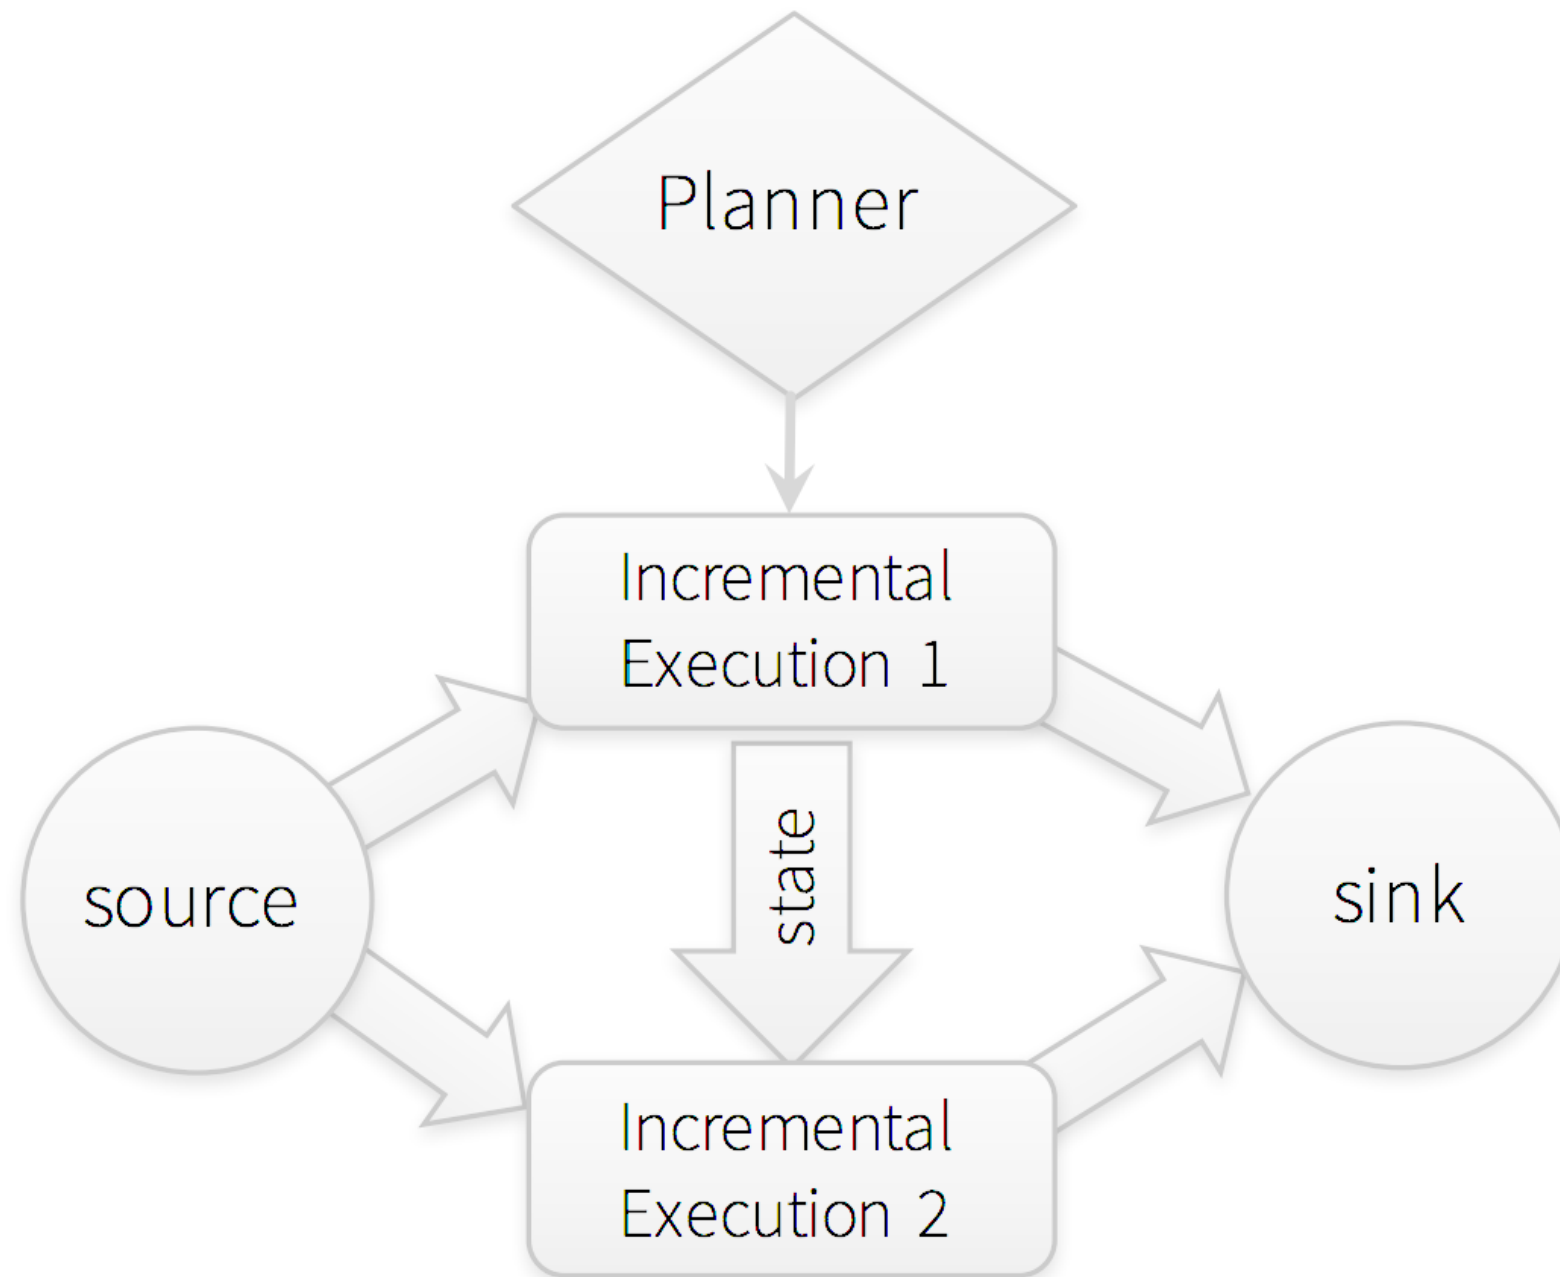 Planner
Incremental
Execution 1
source
state
sink
Incremental
Execution 2